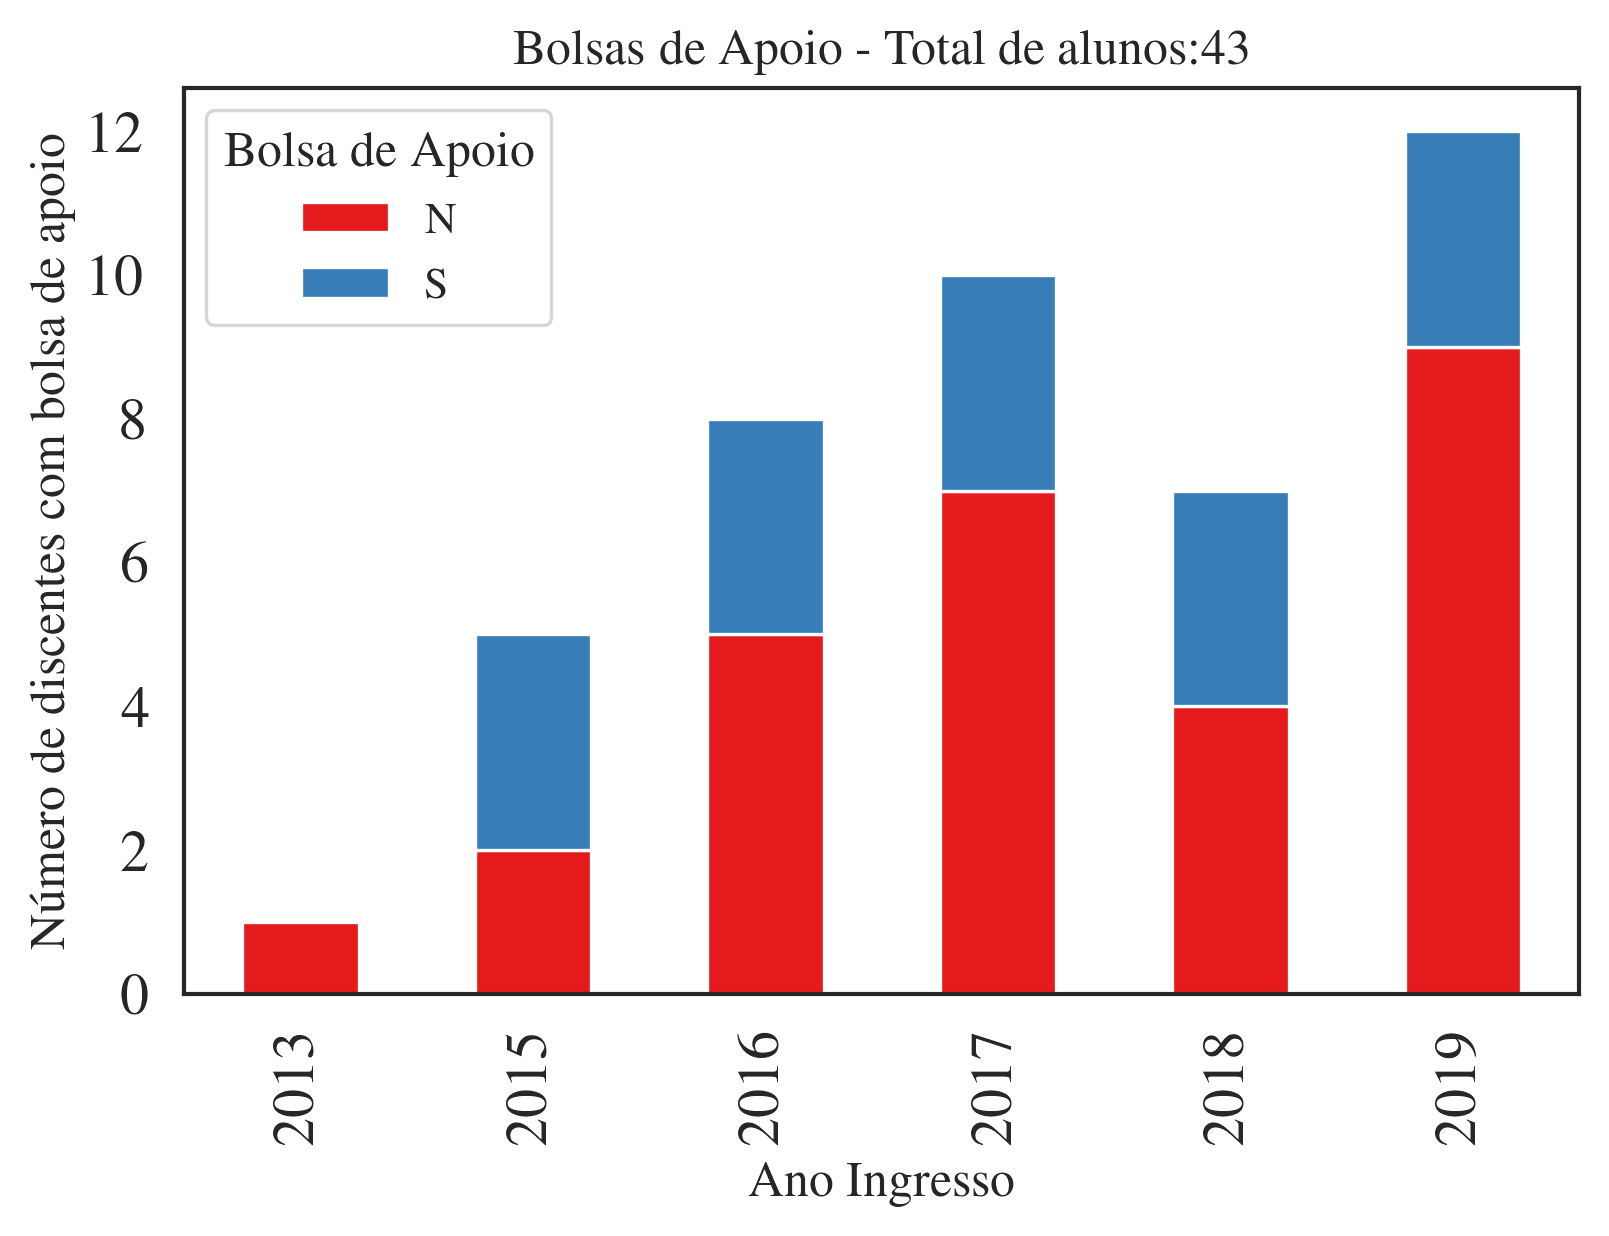 Bolsas de Apoio - Total de alunos:43
Bolsa de Apoio
N
S
Número de discentes com bolsa de apoio
12
10
8
6
4
2
0
2013
2015
2016
2017
2018
2019
Ano Ingresso